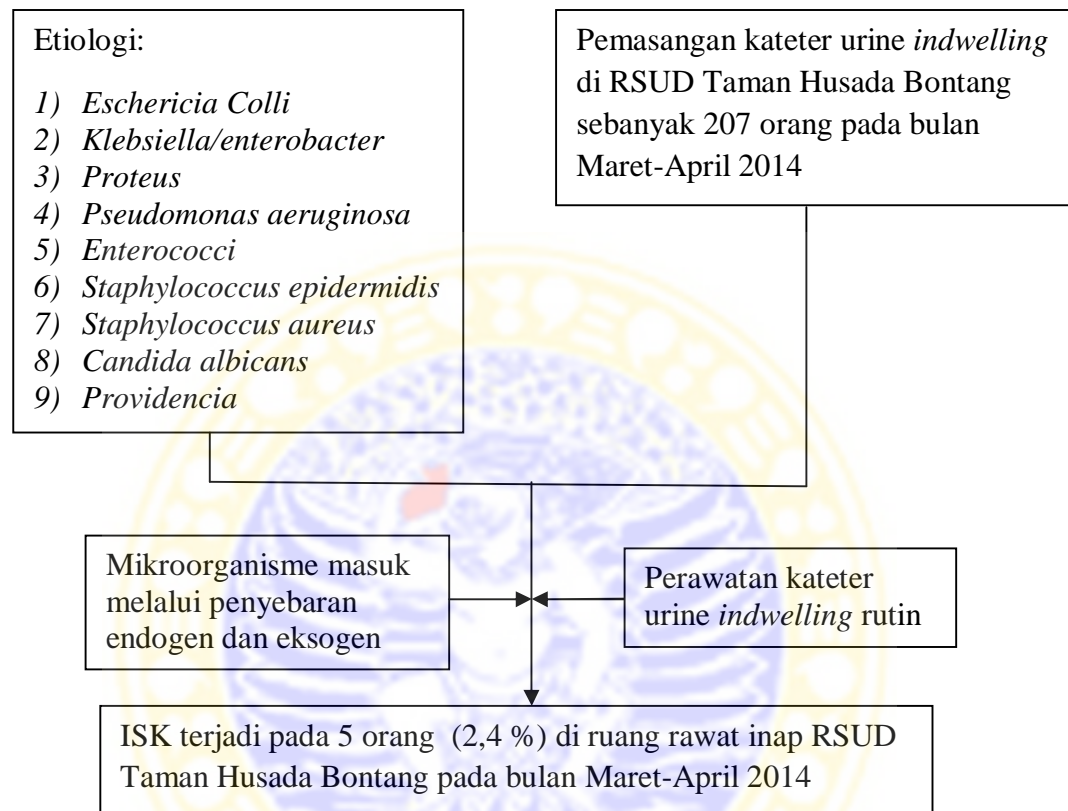 Etiologi:
1) Eschericia Colli
2) Klebsiella/enterobacter
3) Proteus
4) Pseudomonas aeruginosa
5) Enterococci
6) Staphylococcus epidermidis
7) Staphylococcus aureus
8) Candida albicans
9) Providencia
Pemasangan kateter urine indwelling
di RSUD Taman Husada Bontang
sebanyak 207 orang pada bulan
Maret-April 2014
Mikroorganisme masuk
melalui penyebaran
endogen dan eksogen
Perawatan kateter
urine indwelling rutin
ISK terjadi pada 5 orang (2,4 %) di ruang rawat inap RSUD
Taman Husada Bontang pada bulan Maret-April 2014